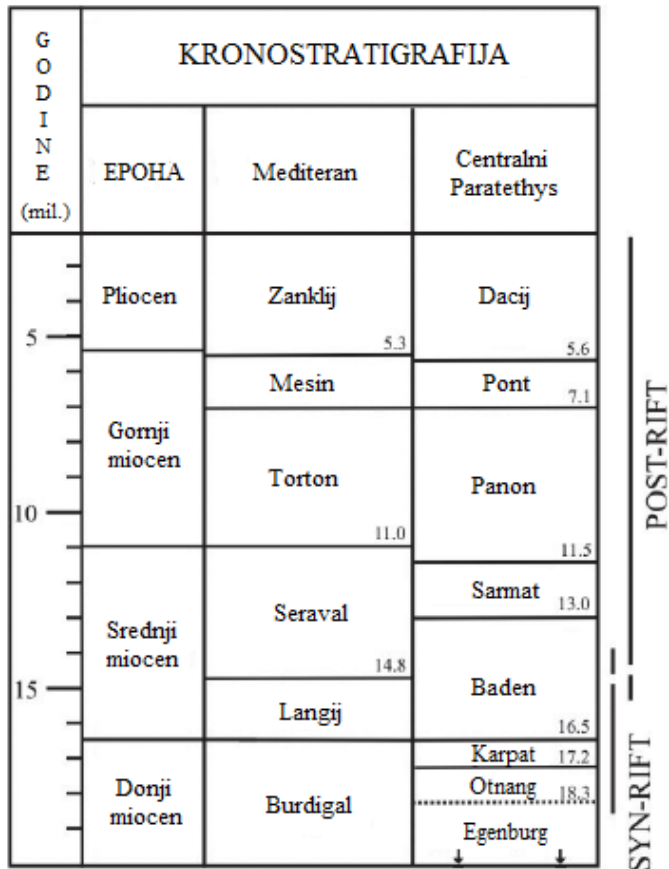 GODINE
(mil.)
KRONOSTRATIGRAFIJA
EPOHA
Mediteran
Centralni
Paratethys
5
10
15
Pliocen
Gornji
miocen
Srednji
miocen
Donji
miocen
Zanklij
5.3
Mesin
Torton
11.0
Seraval
14.8
Langij
Burdigal
Dacij
5.6
Pont
7.1
Panon
11.5
Sarmat
13.0
Baden
16.5
Karpat 17.2
Otnang 18.3
Egenburg
POST-RIFT
SYN-RIFT